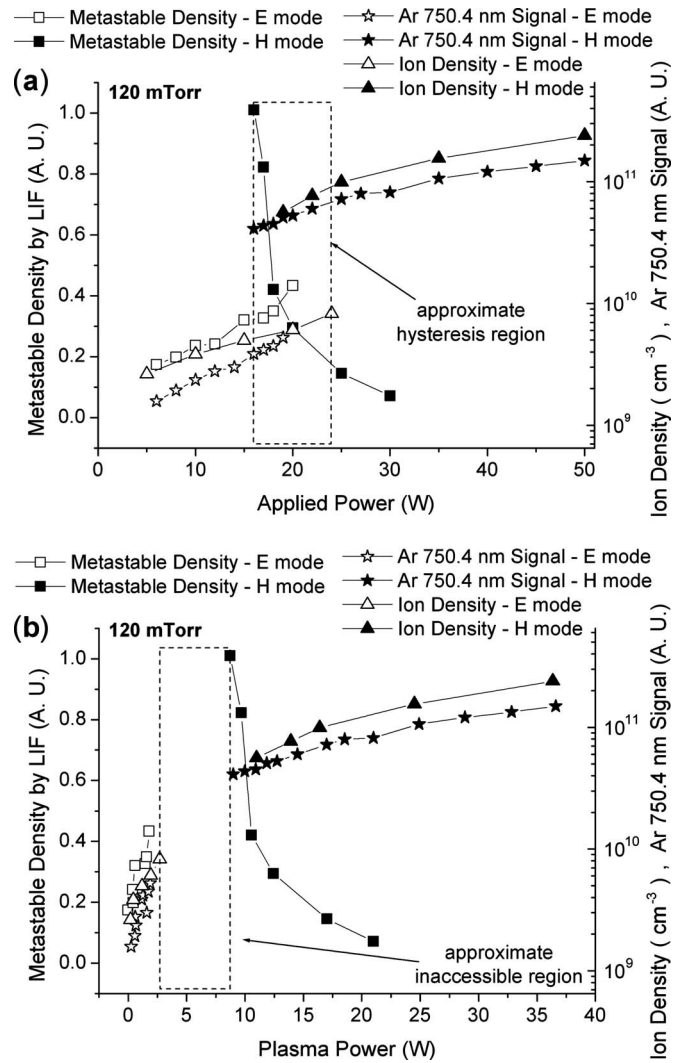 Metastable Density - E mode
Metastable Density - H mode
Ar 750.4 nm Signal - E mode
Ar 750.4 nm Signal - H mode
Ion Density - E mode
Ion Density - H mode
(a)
120 mTorr
Metastable Density by LIF (A. U.)
1.0
0.8
0.6
0.4
0.2
0.0
approximate
hysteresis region
10¹¹
10¹⁰
10⁹
Ion Density ( cm⁻³ ) , Ar 750.4 nm Signal (A. U.)
0 10 20 30 40 50
Applied Power (W)
Metastable Density - E mode
Metastable Density - H mode
Ar 750.4 nm Signal - E mode
Ar 750.4 nm Signal - H mode
Ion Density - E mode
Ion Density - H mode
(b)
120 mTorr
Metastable Density by LIF (A. U.)
1.0
0.8
0.6
0.4
0.2
0.0
approximate
inaccessible region
10¹¹
10¹⁰
10⁹
Ion Density ( cm⁻³ ) , Ar 750.4 nm Signal (A. U.)
0 5 10 15 20 25 30 35 40
Plasma Power (W)